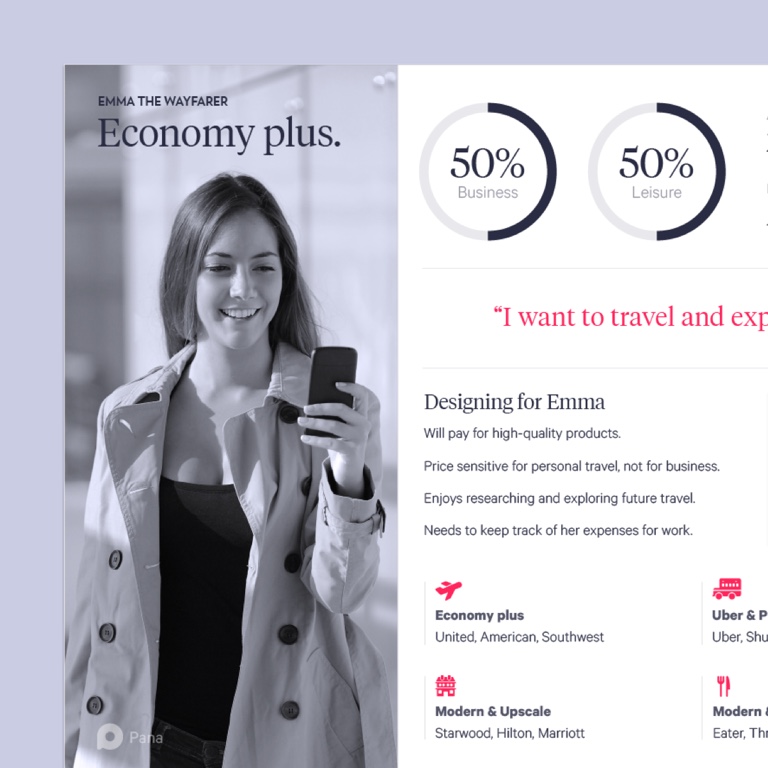 EMMA THE WAYFARER
Economy plus.
50%
Business
50%
Leisure
“I want to travel and exp
Designing for Emma
Will pay for high-quality products.
Price sensitive for personal travel, not for business.
Enjoys researching and exploring future travel.
Needs to keep track of her expenses for work.
Economy plus
United, American, Southwest
Uber & P
Uber, Shu
Modern & Upscale
Starwood, Hilton, Marriott
Modern &
Eater, Thr
Pana